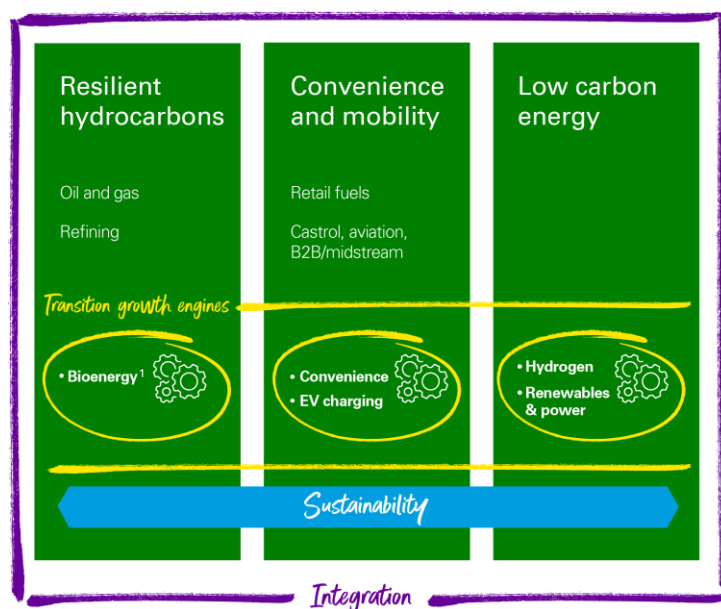 Resilient
hydrocarbons
Oil and gas
Refining
Convenience
and mobility
Retail fuels
Castrol, aviation,
B2B/midstream
Low carbon
energy
Transition growth engines
• Bioenergy¹
• Convenience
• EV charging
• Hydrogen
• Renewables
& power
Sustainability
Integration